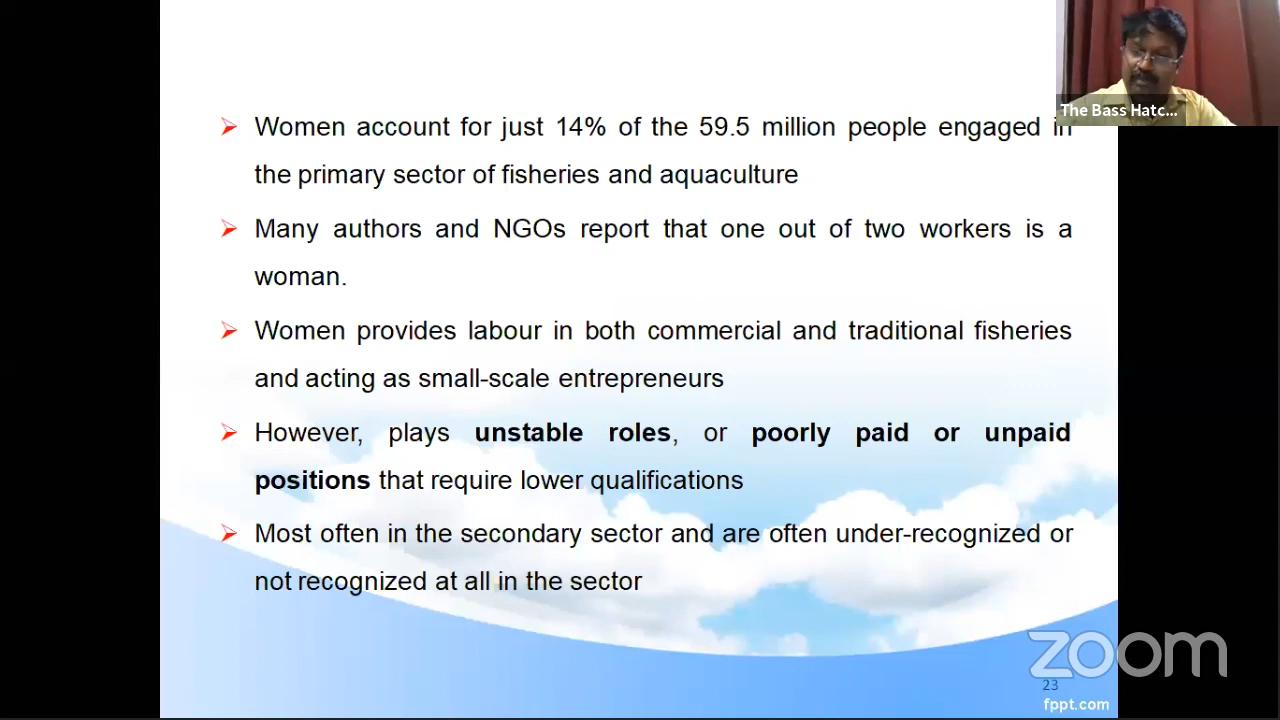 The Bass Hatc...
Women account for just 14% of the 59.5 million people engaged in
the primary sector of fisheries and aquaculture
Many authors and NGOs report that one out of two workers is a
woman.
Women provides labour in both commercial and traditional fisheries
and acting as small-scale entrepreneurs
However, plays unstable roles, or poorly paid or unpaid
positions that require lower qualifications
Most often in the secondary sector and are often under-recognized or
not recognized at all in the sector
zoom
23
fppt.com